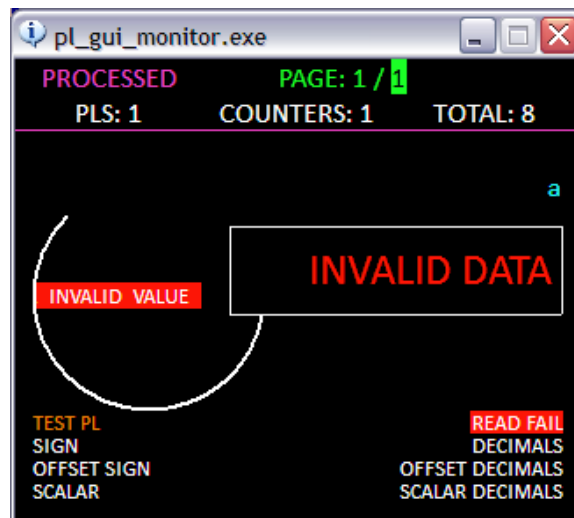 pl_gui_monitor.exe
PROCESSED PAGE: 1 / 1
PLS: 1 COUNTERS: 1 TOTAL: 8
a
INVALID DATA
INVALID VALUE
TEST PL READ FAIL
SIGN DECIMALS
OFFSET SIGN OFFSET DECIMALS
SCALAR SCALAR DECIMALS